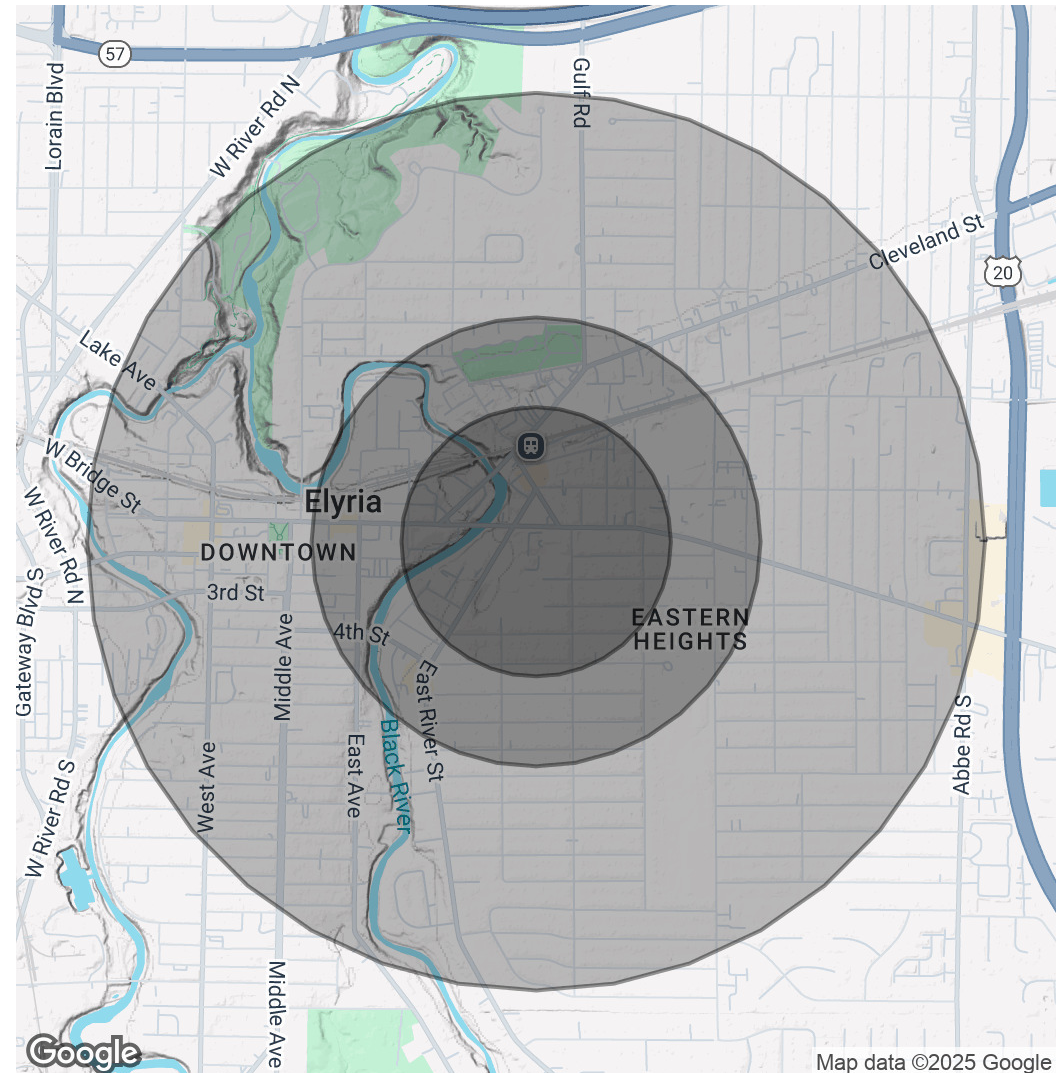 57
Lorain Blvd
W River Rd N
Gulf Rd
Cleveland St
20
Lake Ave
W Bridge St
Elyria
W River Rd N
DOWNTOWN
3rd St
Gateway Blvd S
4th St
EASTERN
HEIGHTS
Middle Ave
East River St
Black River
Abbe Rd S
West Ave
East Ave
W River Rd S
Middle Ave
Google
Map data ©2025 Google